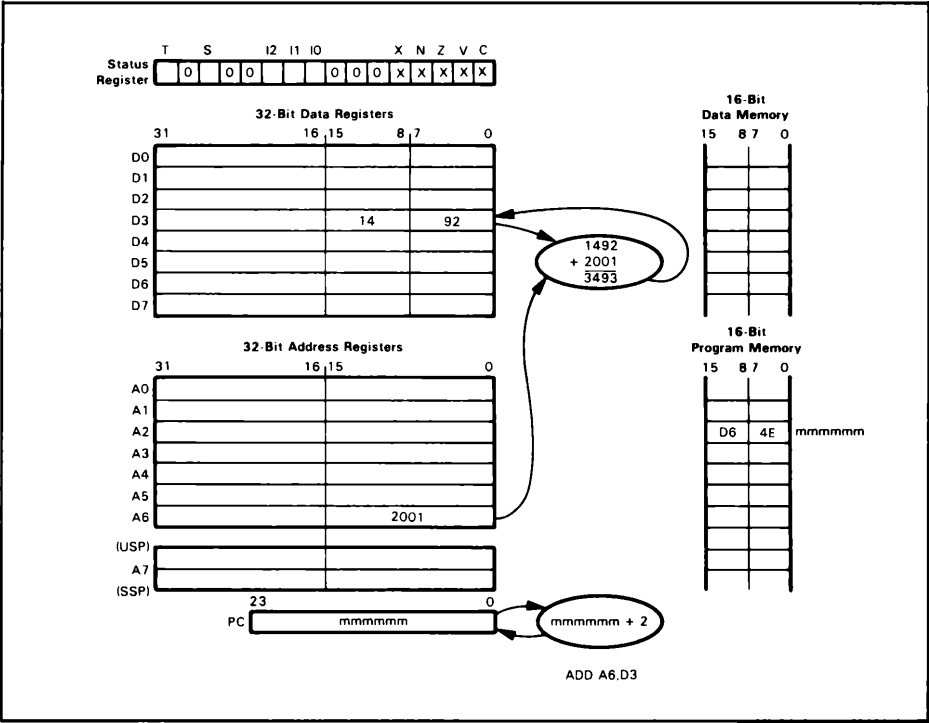 T S I2 I1 I0 X N Z V C
Status
Register
0 0 0 0 0 0 X X X X X
32-Bit Data Registers
31 16 15 8 7 0
D0
D1
D2
D3 14 92
D4
D5
D6
D7
1492
+ 2001
3493
16-Bit
Data Memory
15 8 7 0
32-Bit Address Registers
31 16 15 0
A0
A1
A2
A3
A4
A5
A6 2001
(USP)
A7
(SSP)
16-Bit
Program Memory
15 8 7 0
D6 4E mmmmmm
23 0
PC mmmmmm
mmmmmm + 2
ADD A6,D3